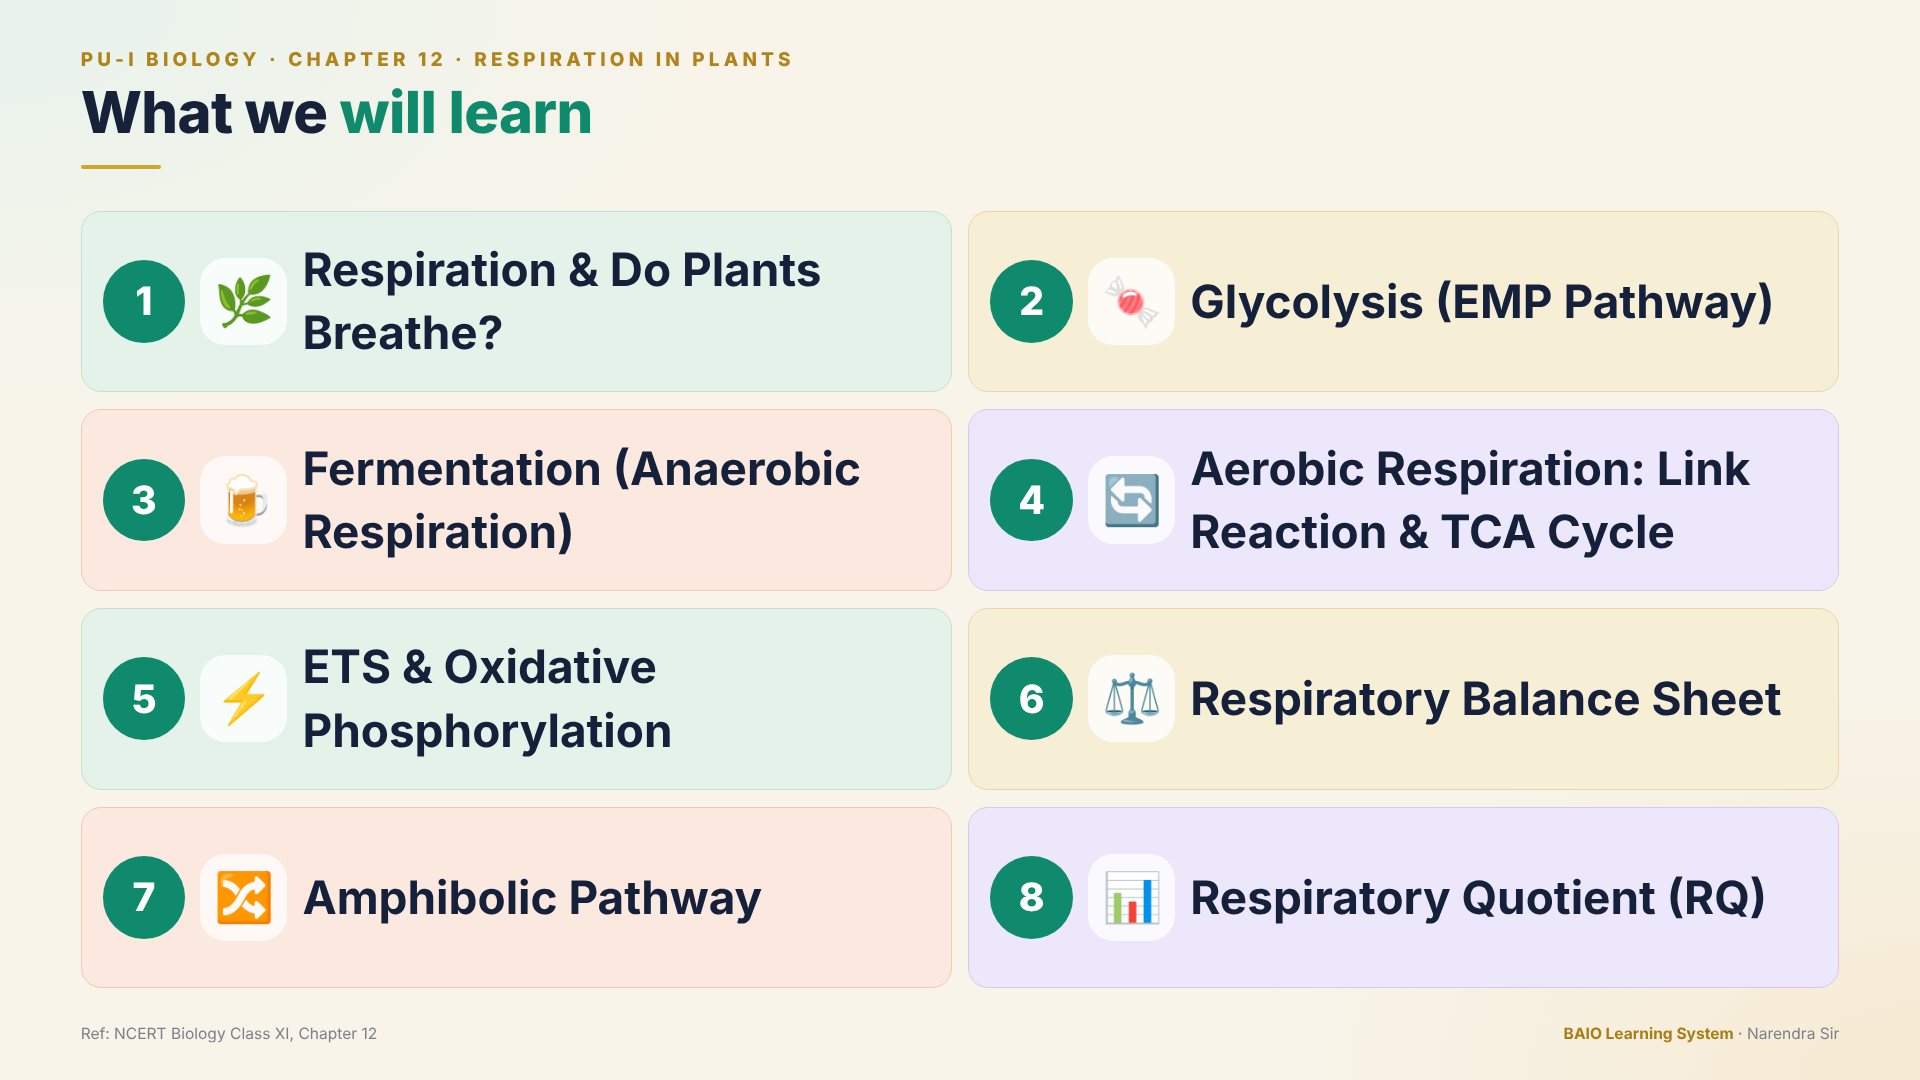 PU-I BIOLOGY · CHAPTER 12 · RESPIRATION IN PLANTS
What we will learn
1
Respiration & Do Plants
Breathe?
2
Glycolysis (EMP Pathway)
3
Fermentation (Anaerobic
Respiration)
4
Aerobic Respiration: Link
Reaction & TCA Cycle
5
ETS & Oxidative
Phosphorylation
6
Respiratory Balance Sheet
7
Amphibolic Pathway
8
Respiratory Quotient (RQ)
Ref: NCERT Biology Class XI, Chapter 12
BAIO Learning System · Narendra Sir